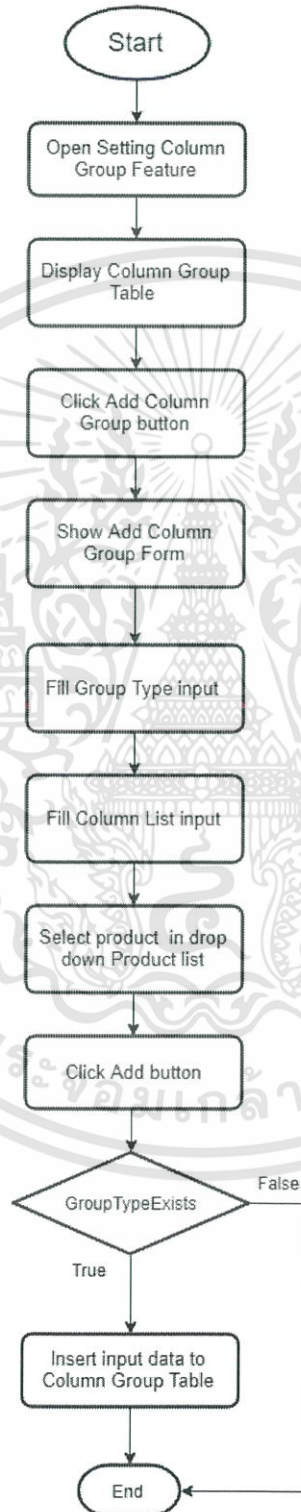 Start
Open Setting Column
Group Feature
Display Column Group
Table
Click Add Column
Group button
Show Add Column
Group Form
Fill Group Type input
Fill Column List input
Select product in drop
down Product list
Click Add button
GroupTypeExists
False
True
Insert input data to
Column Group Table
End